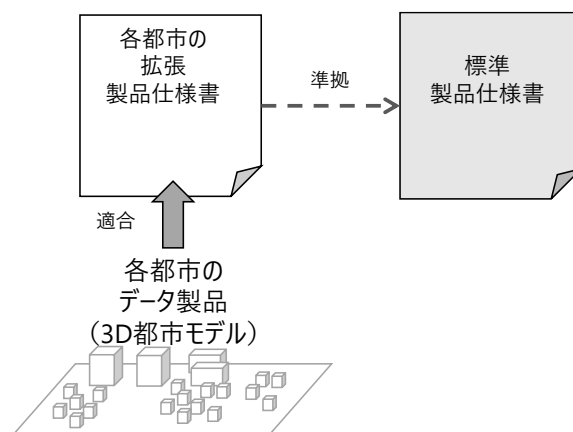 各都市の
拡張
製品仕様書
準拠
標準
製品仕様書
適合
各都市の
データ製品
（3D都市モデル）